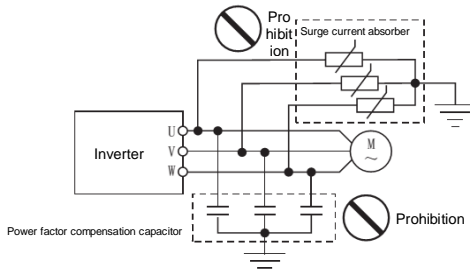 Pro
hibit
ion
Surge current absorber
U
V
W
Inverter
M
~
Prohibition
Power factor compensation capacitor